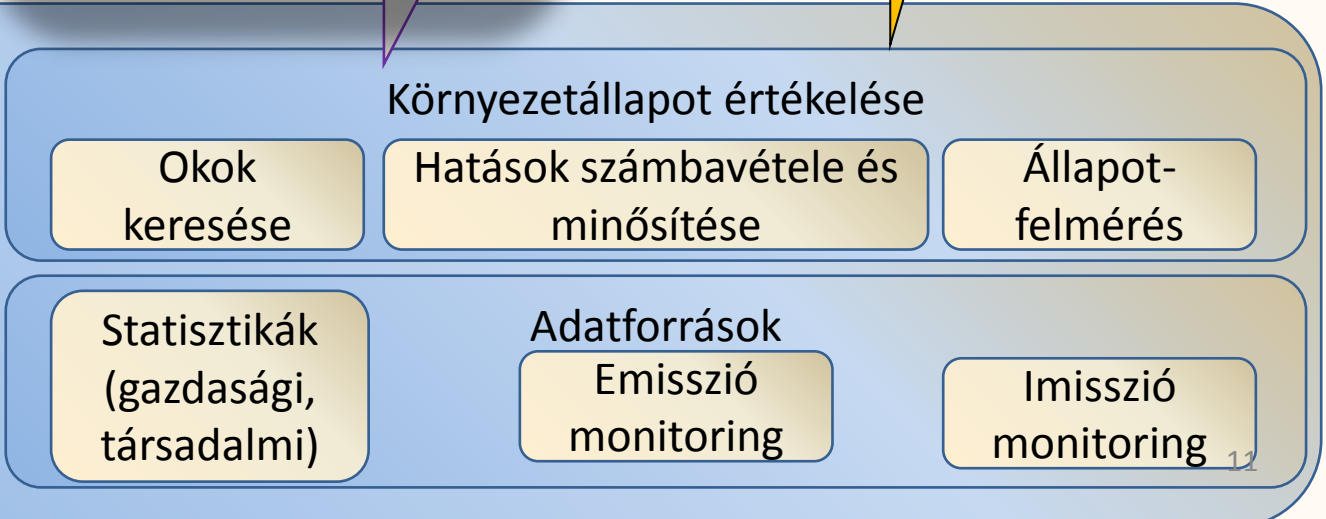 Környezetállapot értékelése
Okok
keresése
Hatások számbavétele és
minősítése
Állapot-
felmérés
Adatforrások
Statisztikák
(gazdasági,
társadalmi)
Emisszió
monitoring
Imisszió
monitoring
11